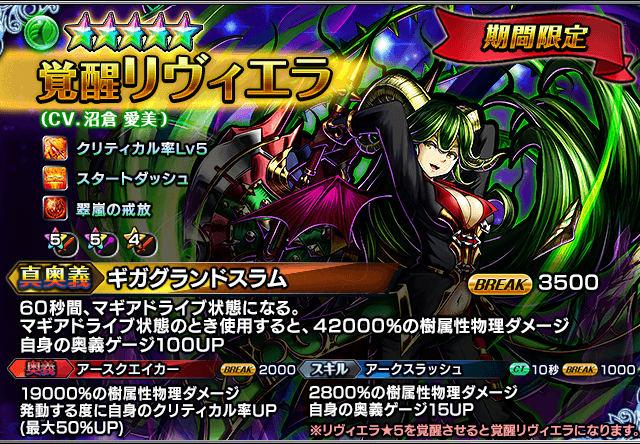 期間限定
覚醒リヴィエラ
(CV.沼倉 愛美)
クリティカル率Lv5
スタートダッシュ
翠嵐の戒放
5 5 4
真奥義 ギガグランドスラム BREAK 3500
60秒間、マギアドライブ状態になる。
マギアドライブ状態のとき使用すると、42000%の樹属性物理ダメージ
自身の奥義ゲージ100UP
奥義 アースクエイカー BREAK 2000
19000%の樹属性物理ダメージ
発動する度に自身のクリティカル率UP
(最大50%UP)
スキル アークスラッシュ CT 10秒 BREAK 1000
2800%の樹属性物理ダメージ
自身の奥義ゲージ15UP
※リヴィエラ★5を覚醒させると覚醒リヴィエラになります。